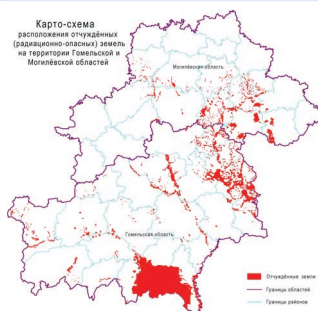 Карто-схема
расположения отчуждённых
(радиационно-опасных) земель
на территории Гомельской и
Могилёвской областей
Могилёвская область
Гомельская область
Отчуждённые земли
Границы областей
Границы районов